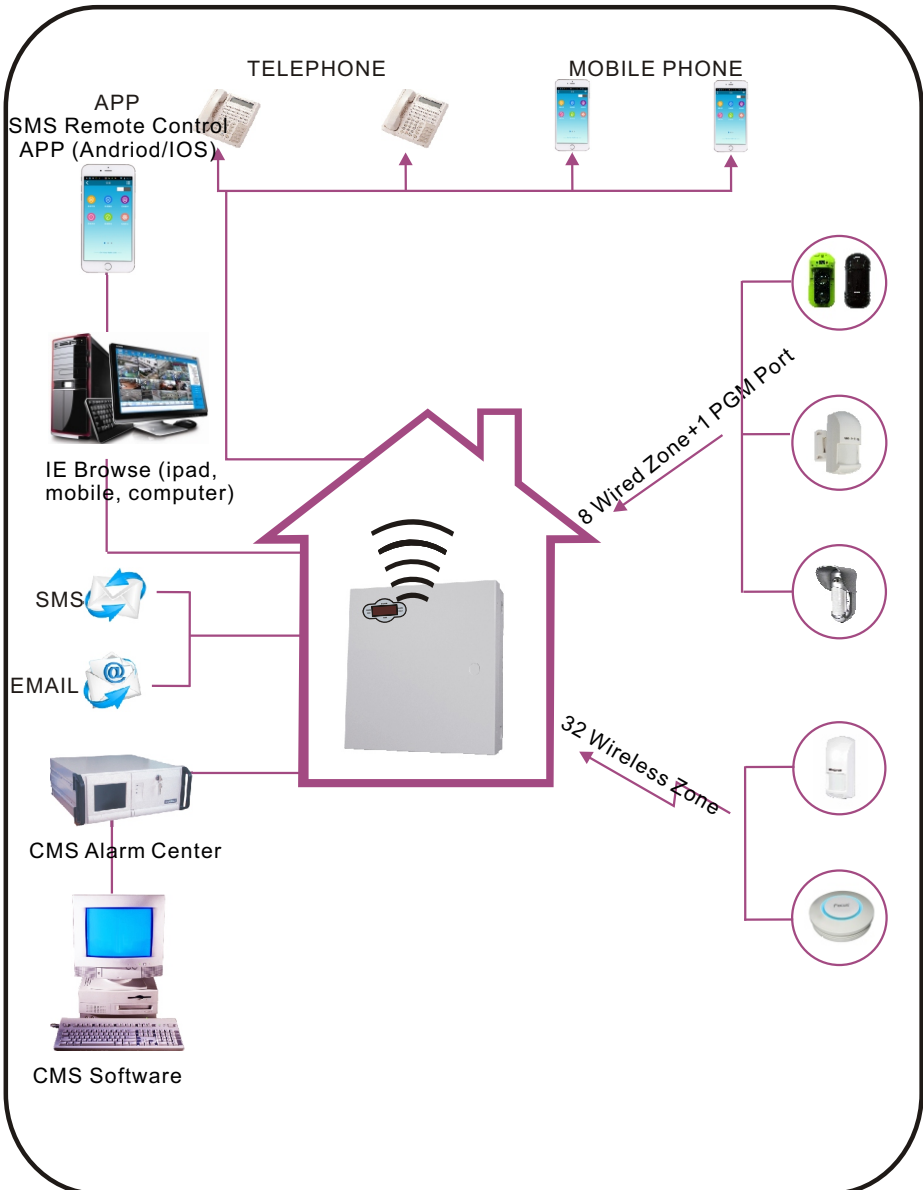 TELEPHONE
MOBILE PHONE
APP
SMS Remote Control
APP (Andriod/IOS)
IE Browse (ipad,
mobile, computer)
8 Wired Zone+1 PGM Port
SMS
EMAIL
32 Wireless Zone
CMS Alarm Center
CMS Software